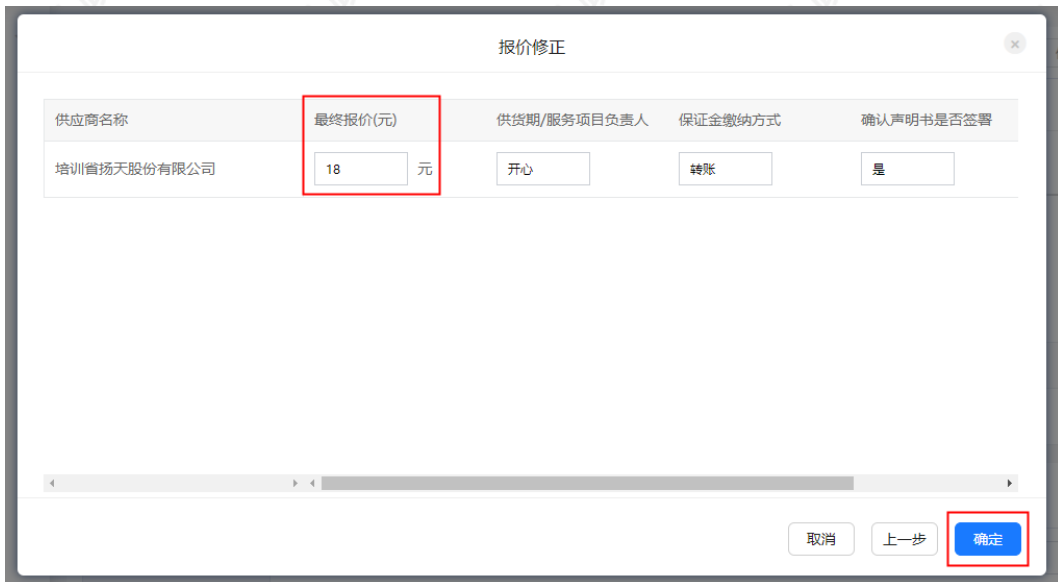 报价修正
供应商名称 最终报价(元) 供货期/服务项目负责人 保证金缴纳方式 确认声明书是否签署
培训省扬天股份有限公司 18 元 开心 转账 是
取消 上一步 确定